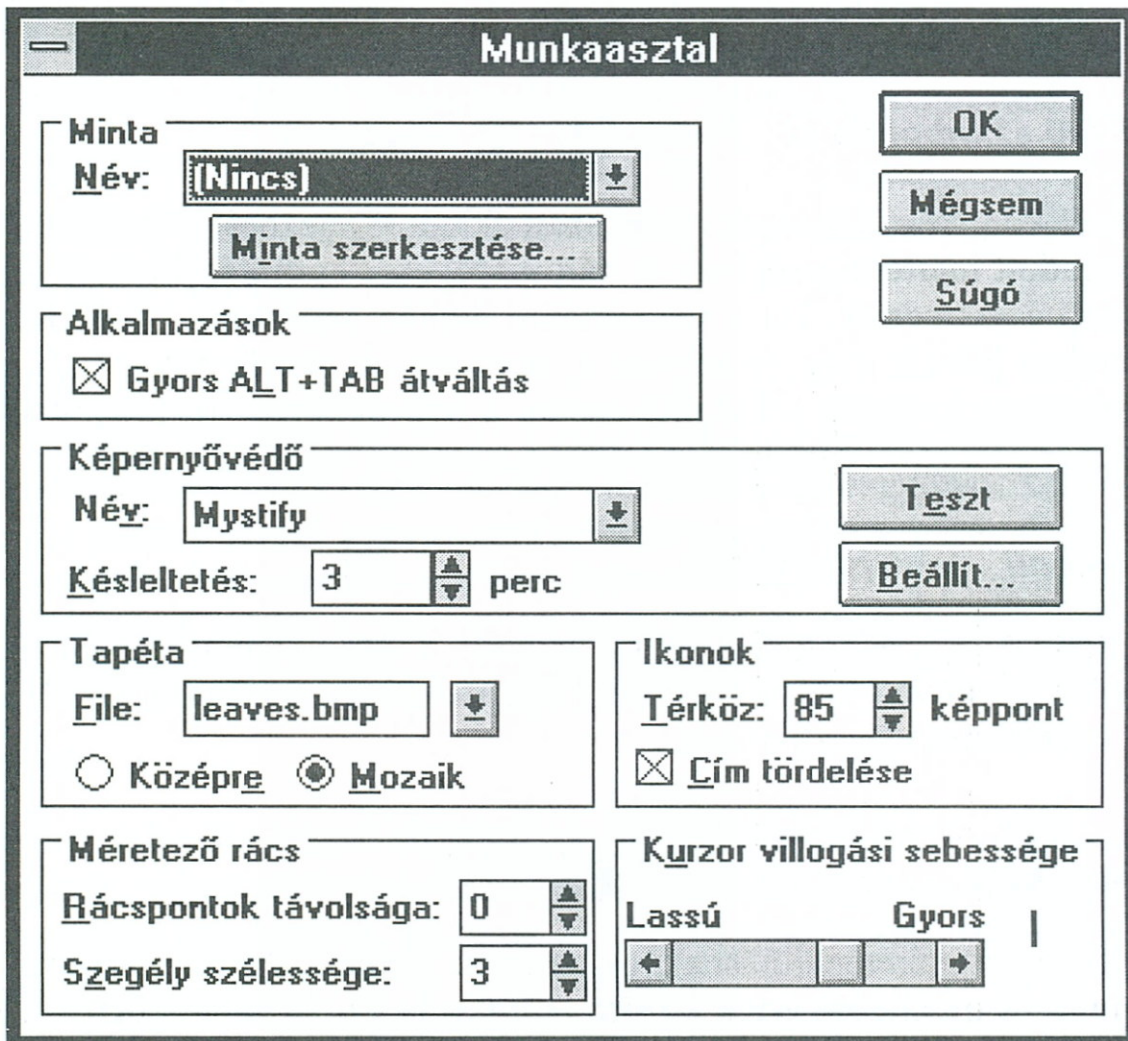 Munkaasztal
Minta
Név: (Nincs)
Minta szerkesztése...
OK
Mégsem
Súgó
Alkalmazások
Gyors ALT+TAB átváltás
Képernyővédő
Név: Mystify
Késleltetés: 3 perc
Teszt
Beállít...
Tapéta
File: leaves.bmp
Középre Mozaik
Ikonok
Térköz: 85 képpont
Cím tördelése
Méretező rács
Rácspontok távolsága: 0
Szegély szélessége: 3
Kurzor villogási sebessége
Lassú Gyors